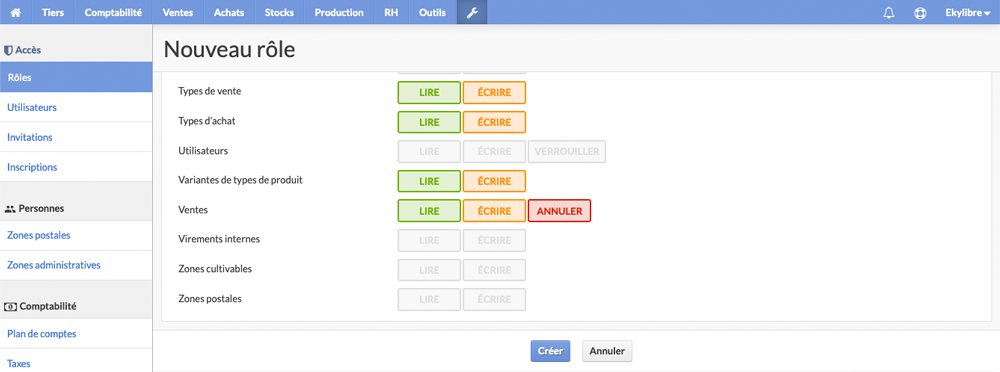 Tiers Comptabilité Ventes Achats Stocks Production RH Outils Ekylibre
Accès
Rôles
Utilisateurs
Invitations
Inscriptions
Personnes
Zones postales
Zones administratives
Comptabilité
Plan de comptes
Taxes
Nouveau rôle
Types de vente LIRE ÉCRIRE
Types d'achat LIRE ÉCRIRE
Utilisateurs LIRE ÉCRIRE VERROUILLER
Variantes de types de produit LIRE ÉCRIRE
Ventes LIRE ÉCRIRE ANNULER
Virements internes LIRE ÉCRIRE
Zones cultivables LIRE ÉCRIRE
Zones postales LIRE ÉCRIRE
Créer Annuler